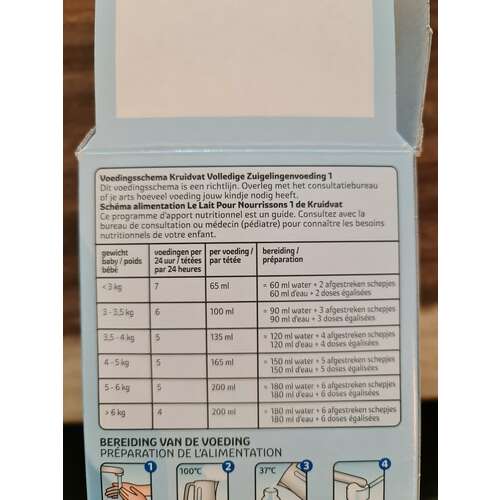 Voedingsschema Kruidvat Volledige Zuigelingenvoeding 1
Dit voedingsschema is een richtlijn. Overleg met het consultatiebureau
of je arts hoeveel voeding jouw kindje nodig heeft.
Schéma alimentation Le Lait Pour Nourrissons 1 de Kruidvat
Ce programme d'apport nutritionnel est un guide. Consultez avec la
bureau de consultation ou médecin (pédiatre) pour connaître les besoins
nutritionnels de votre enfant.
gewicht baby / poids bébé | voedingen per 24 uur / tétées par 24 heures | per voeding / par tétée | bereiding / préparation
<3 kg 7 65 ml = 60 ml water + 2 afgestreken schepjes
60 ml d'eau + 2 doses égalisées
3 - 3,5 kg 6 100 ml = 90 ml water + 3 afgestreken schepjes
90 ml d'eau + 3 doses égalisées
3,5 - 4 kg 5 135 ml = 120 ml water + 4 afgestreken schepjes
120 ml d'eau + 4 doses égalisées
4 - 5 kg 5 165 ml = 150 ml water + 5 afgestreken schepjes
150 ml d'eau + 5 doses égalisées
5 - 6 kg 5 200 ml = 180 ml water + 6 afgestreken schepjes
180 ml d'eau + 6 doses égalisées
> 6 kg 4 200 ml = 180 ml water + 6 afgestreken schepjes
180 ml d'eau + 6 doses égalisées
BEREIDING VAN DE VOEDING
PRÉPARATION DE L'ALIMENTATION
1 100°C 2 37°C 3 4